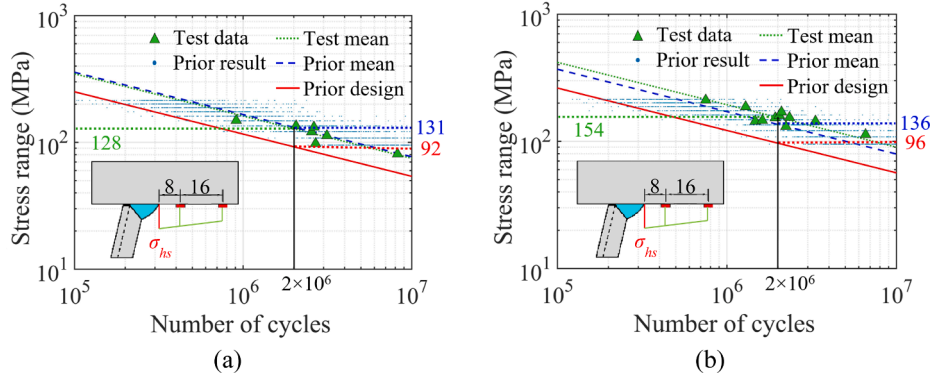 10³
Test data
Test mean
Prior result
Prior mean
Prior design
Stress range (MPa)
10²
128
131
92
8
16
σhs
10¹
10⁵
10⁶
2×10⁶
10⁷
Number of cycles
(a)
10³
Test data
Test mean
Prior result
Prior mean
Prior design
Stress range (MPa)
10²
154
136
96
8
16
σhs
10¹
10⁵
10⁶
2×10⁶
10⁷
Number of cycles
(b)